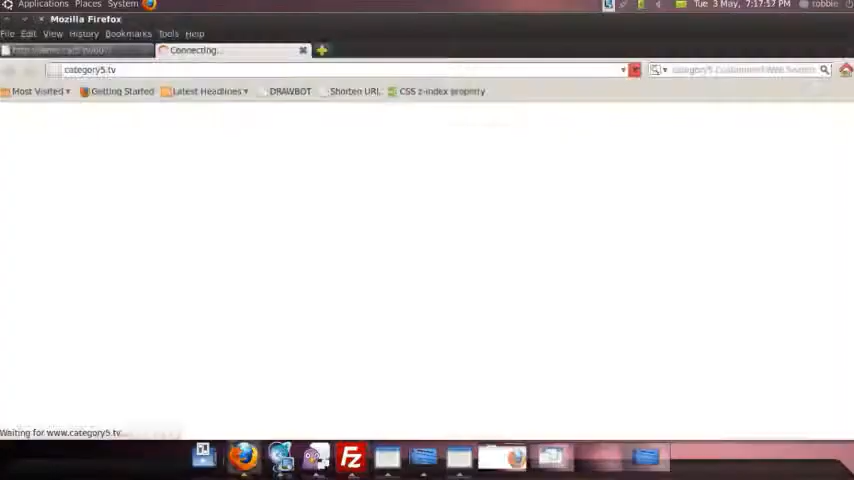 Applications Places System Tue 3 May, 7:17:57 PM robbie
Mozilla Firefox
File Edit View History Bookmarks Tools Help
Connecting...
category5.tv
Most Visited Getting Started Latest Headlines DRAWBOT Shorten URL CSS z-index property
Waiting for www.category5.tv...
Fz